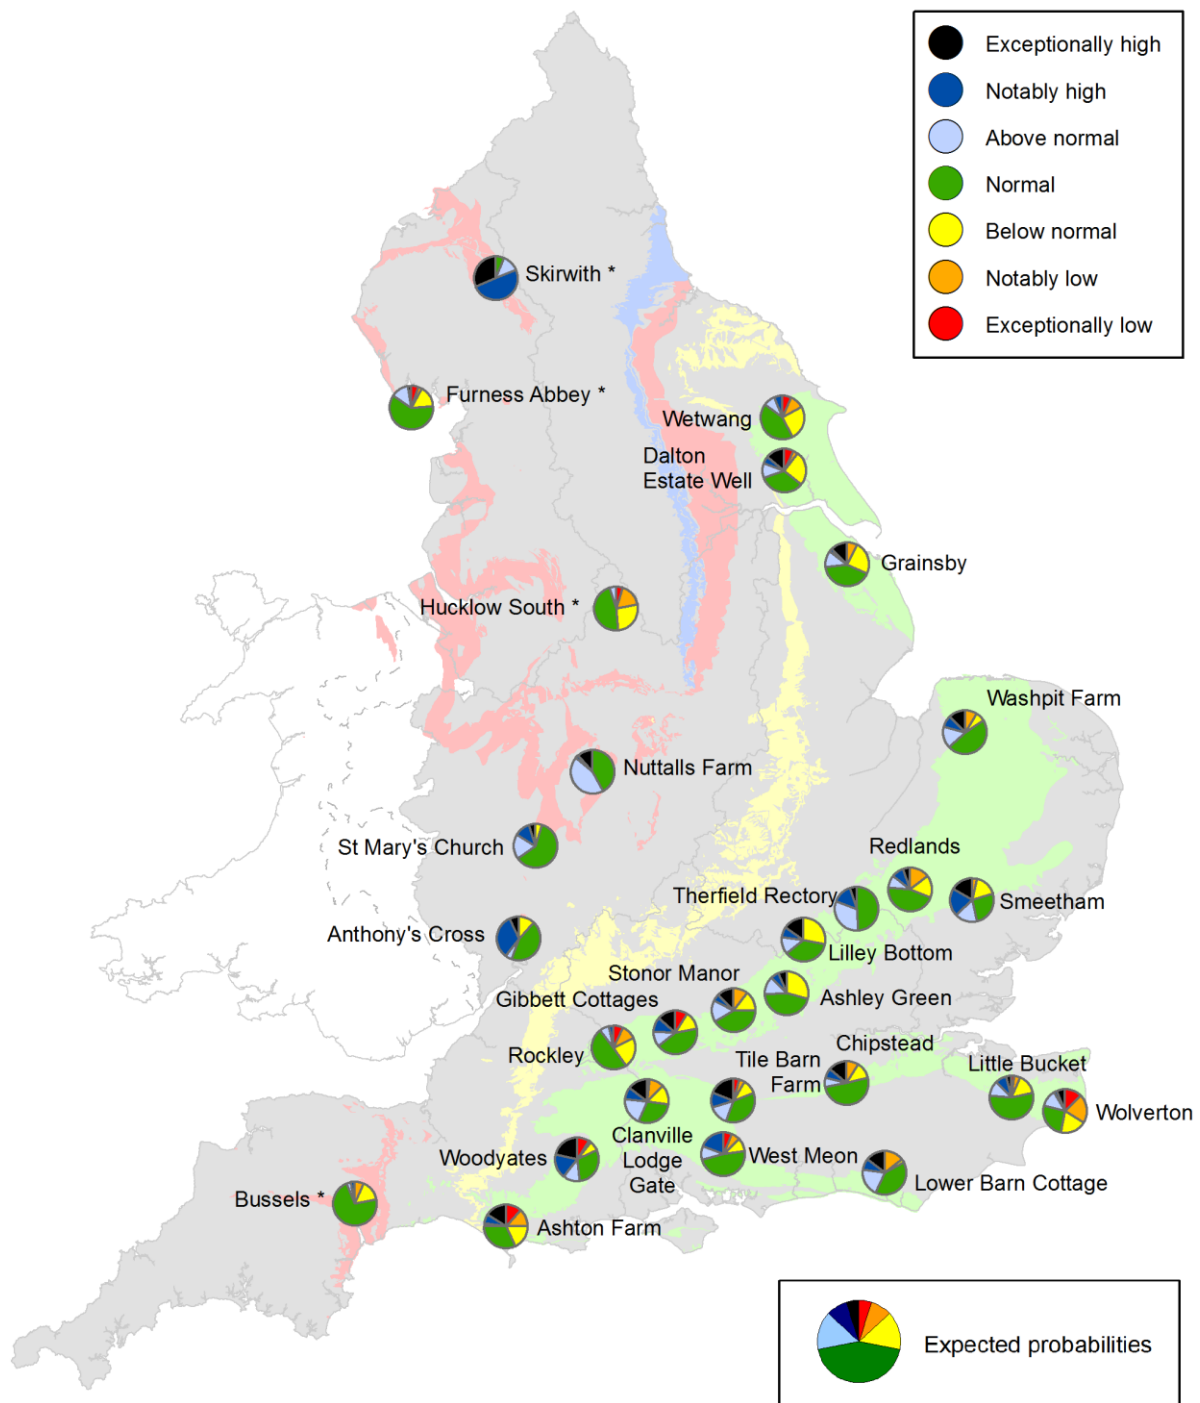 Exceptionally high
Notably high
Above normal
Normal
Below normal
Notably low
Exceptionally low
Skirwith *
Furness Abbey *
Wetwang
Dalton
Estate Well
Grainsby
Hucklow South *
Washpit Farm
Nuttalls Farm
St Mary's Church
Redlands
Therfield Rectory
Smeetham
Anthony's Cross
Lilley Bottom
Stonor Manor
Gibbett Cottages
Ashley Green
Rockley
Chipstead
Tile Barn
Farm
Little Bucket
Wolverton
Clanville
Lodge
Gate
Woodyates
West Meon
Lower Barn Cottage
Bussels *
Ashton Farm
Expected probabilities